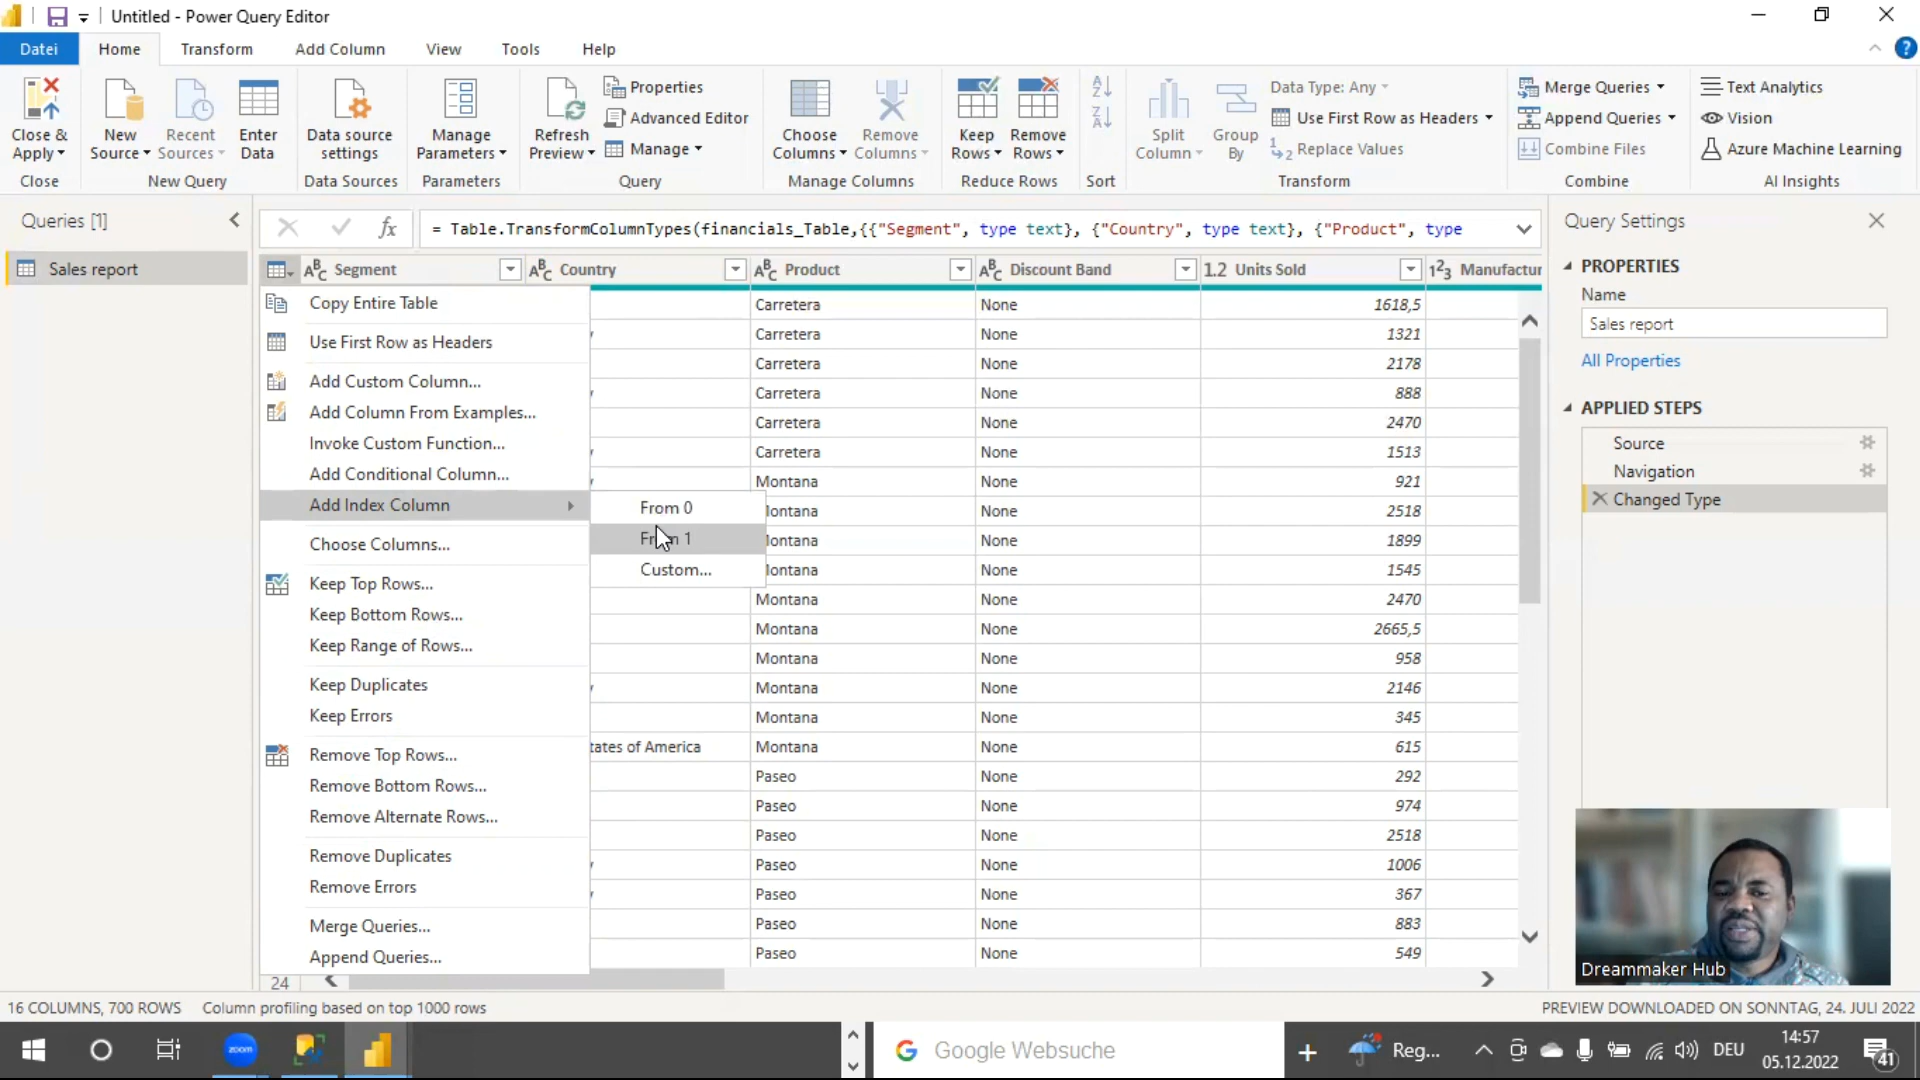 Untitled - Power Query Editor
Datei Home Transform Add Column View Tools Help
Close & Apply
New Source
Recent Sources
Enter Data
Data source settings
Manage Parameters
Refresh Preview
Properties
Advanced Editor
Manage
Choose Columns
Remove Columns
Keep Rows
Remove Rows
Split Column
Group By
Data Type: Any
Use First Row as Headers
Replace Values
Merge Queries
Append Queries
Combine Files
Text Analytics
Vision
Azure Machine Learning
Close New Query Data Sources Parameters Query Manage Columns Reduce Rows Sort Transform Combine AI Insights
Queries [1]
Sales report
fx = Table.TransformColumnTypes(financials_Table,{{"Segment", type text}, {"Country", type text}, {"Product", type
ABC Segment ABC Country ABC Product ABC Discount Band 1.2 Units Sold 123 Manufactur
Copy Entire Table
Use First Row as Headers
Add Custom Column...
Add Column From Examples...
Invoke Custom Function...
Add Conditional Column...
Add Index Column
From 0
Custom...
Choose Columns...
Keep Top Rows...
Keep Bottom Rows...
Keep Range of Rows...
Keep Duplicates
Keep Errors
Remove Top Rows...
Remove Bottom Rows...
Remove Alternate Rows...
Remove Duplicates
Remove Errors
Merge Queries...
Append Queries...
24
Carretera None 1618,5
Carretera None 1321
Carretera None 2178
Carretera None 888
Carretera None 2470
Carretera None 1513
Montana None 921
lontana None 2518
lontana None 1899
lontana None 1545
Montana None 2470
Montana None 2665,5
Montana None 958
Montana None 2146
Montana None 345
tates of America Montana None 615
Paseo None 292
Paseo None 974
Paseo None 2518
Paseo None 1006
Paseo None 367
Paseo None 883
Paseo None 549
Query Settings
PROPERTIES
Name
Sales report
All Properties
APPLIED STEPS
Source
Navigation
Changed Type
Dreammaker Hub
16 COLUMNS, 700 ROWS Column profiling based on top 1000 rows
PREVIEW DOWNLOADED ON SONNTAG, 24. JULI 2022
zoom
Google Websuche
Reg...
DEU
14:57
05.12.2022
41